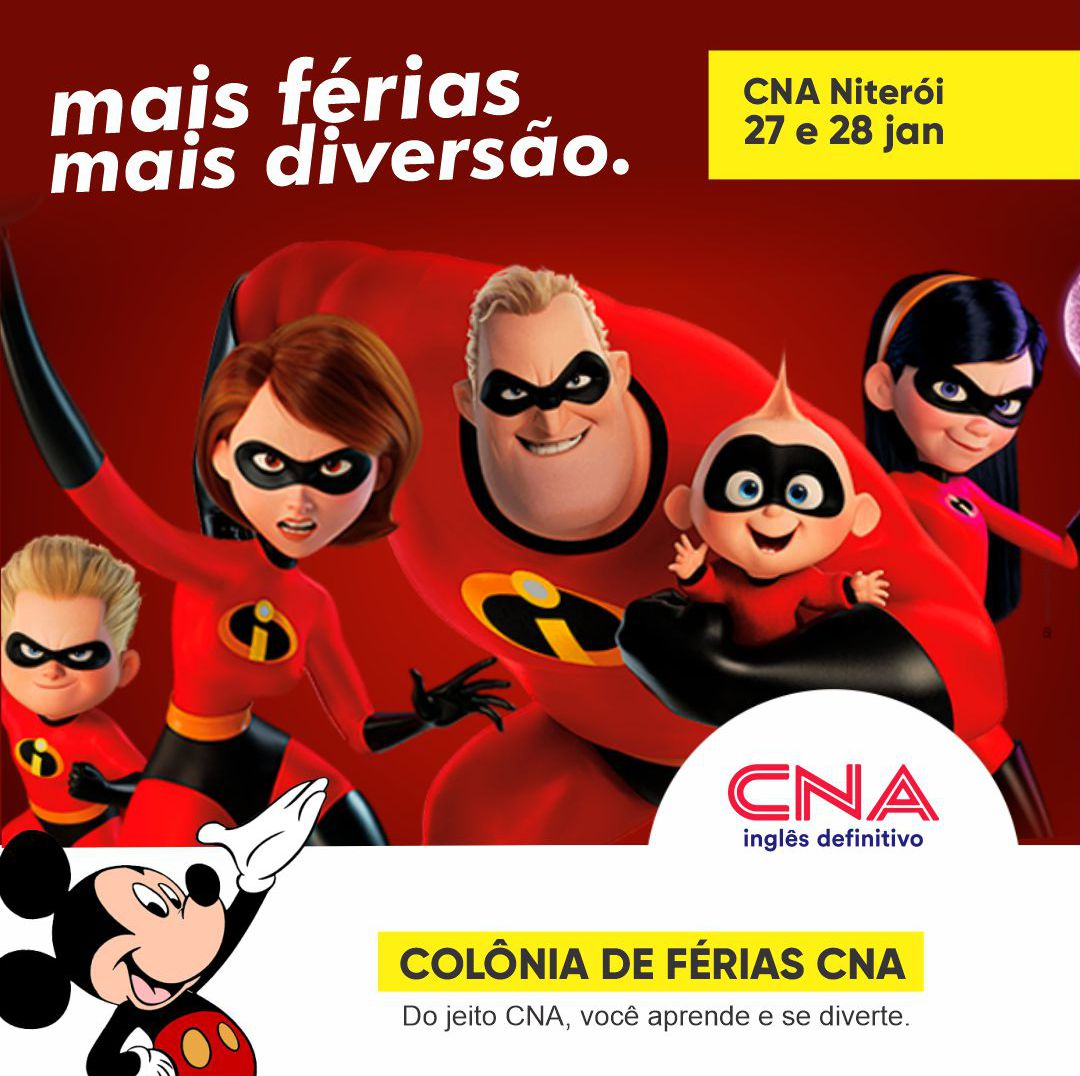 mais férias
mais diversão.
CNA Niterói
27 e 28 jan
CNA
inglês definitivo
COLÔNIA DE FÉRIAS CNA
Do jeito CNA, você aprende e se diverte.